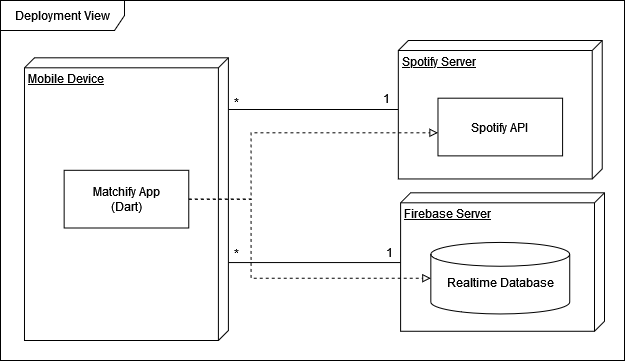 Deployment View
Mobile Device
Matchify App
(Dart)
*
1
Spotify Server
Spotify API
*
1
Firebase Server
Realtime Database